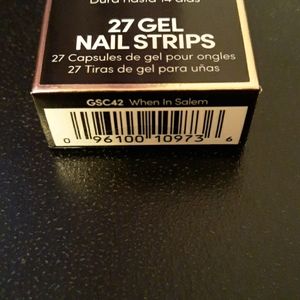 Dura hasta 14 días
27 GEL
NAIL STRIPS
27 Capsules de gel pour ongles
27 Tiras de gel para uñas
GSC42 When In Salem
0 96100 10973 6